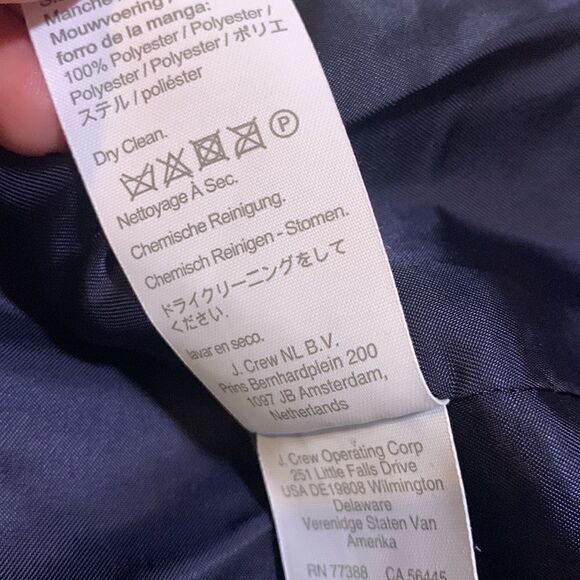 Manche
Mouwvoering /
forro de la manga:
100% Polyester / Polyester /
Polyester / Polyester / ポリエ
ステル / poliéster
Dry Clean.
P
Nettoyage À Sec.
Chemische Reinigung.
Chemisch Reinigen - Stomen.
ドライクリーニングをして
ください.
lavar en seco.
J. Crew NL B.V.
Prins Bernhardplein 200
1097 JB Amsterdam,
Netherlands
J. Crew Operating Corp
251 Little Falls Drive
USA DE19808 Wilmington
Delaware
Verenidge Staten Van
Amerika
RN 77388 CA 56445